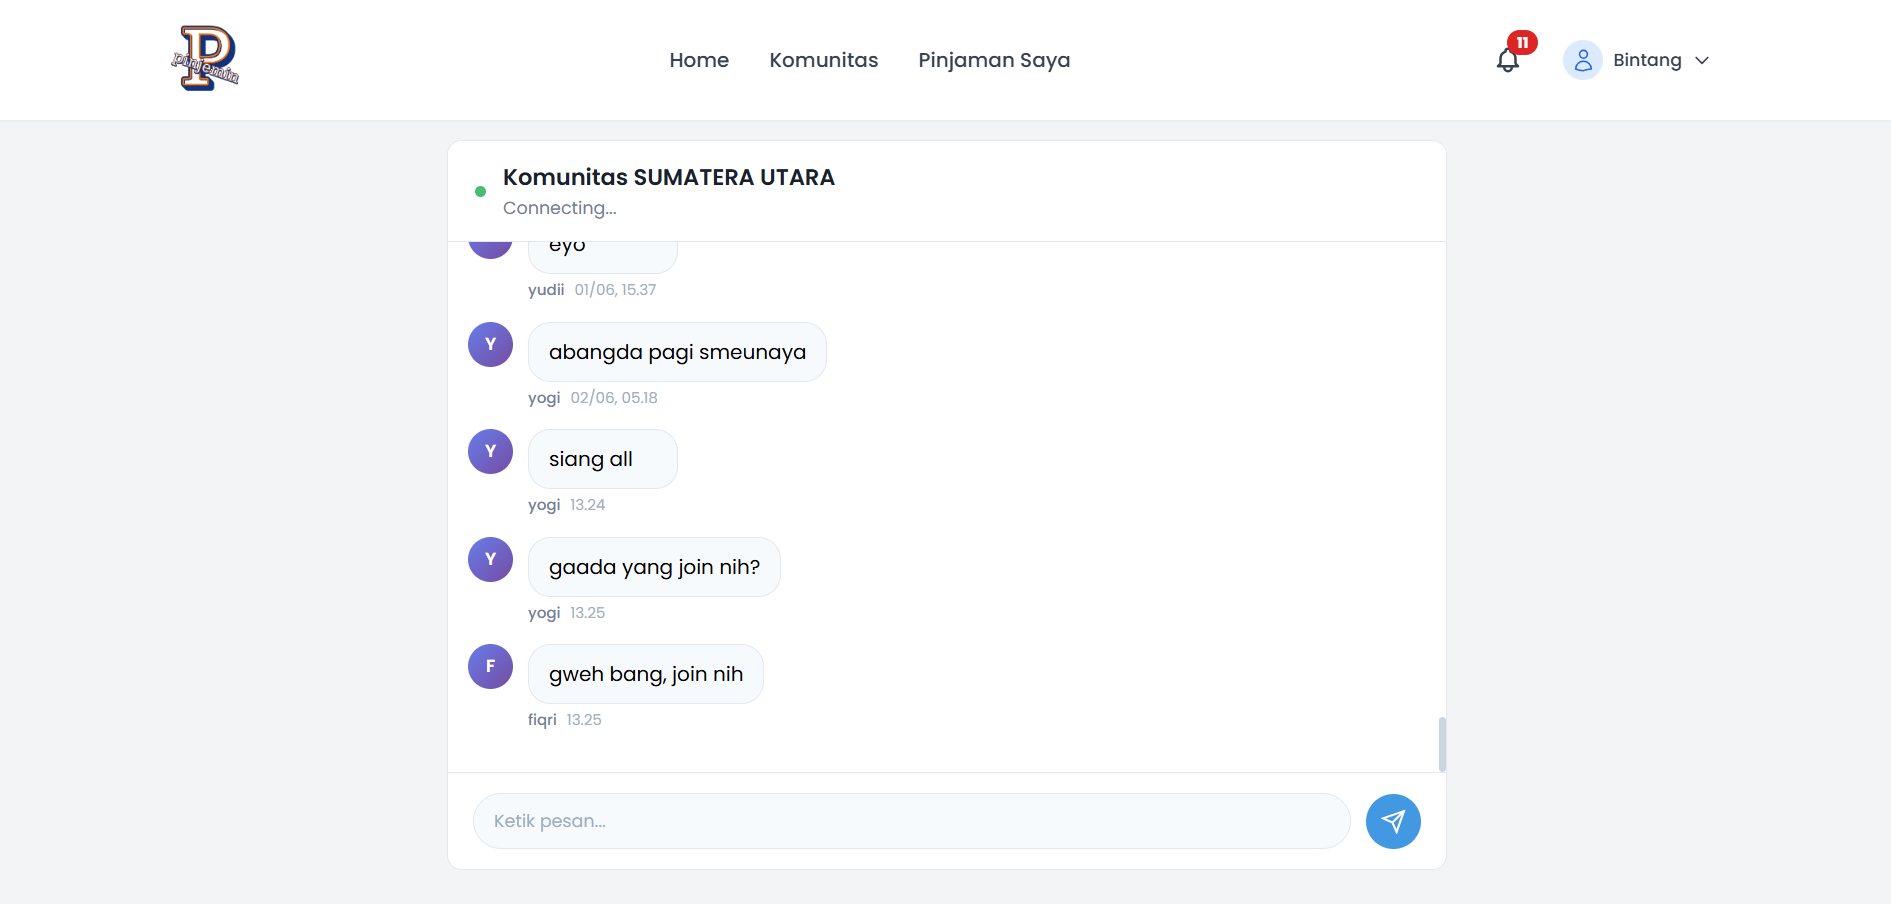 P
pinjemin
Home
Komunitas
Pinjaman Saya
11
Bintang
Komunitas SUMATERA UTARA
Connecting...
eyo
yudii 01/06, 15.37
Y
abangda pagi smeunaya
yogi 02/06, 05.18
Y
siang all
yogi 13.24
Y
gaada yang join nih?
yogi 13.25
F
gweh bang, join nih
fiqri 13.25
Ketik pesan...